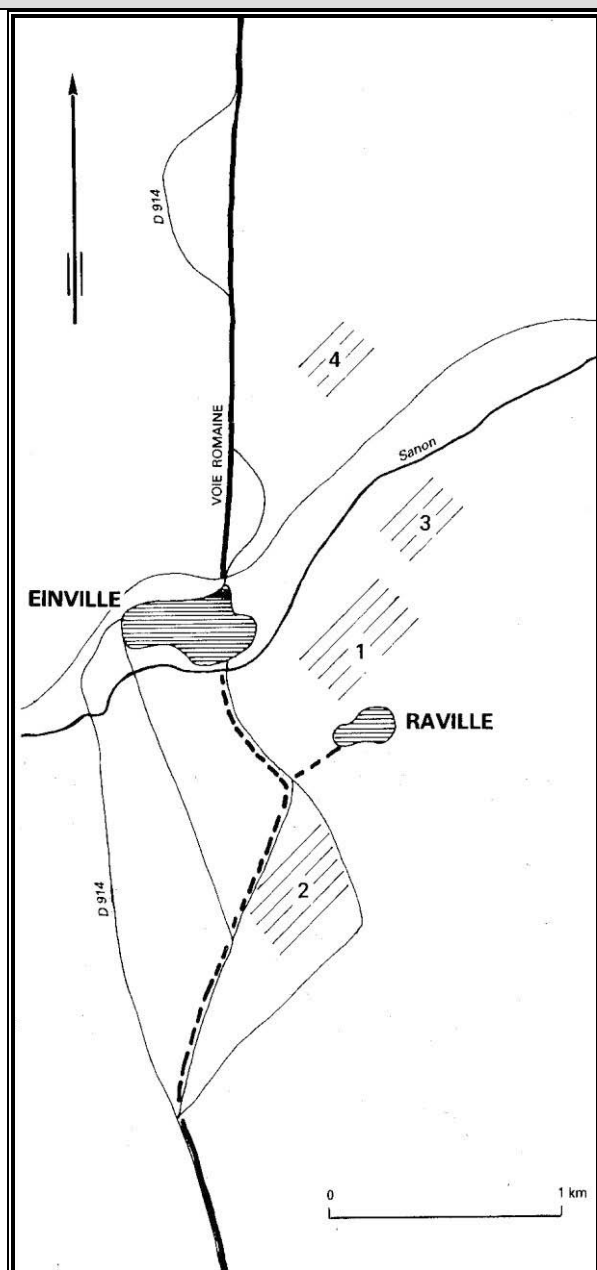 D 914
4
VOIE ROMAINE
Sanon
3
EINVILLE
1
RAVILLE
2
D 914
0 1 km